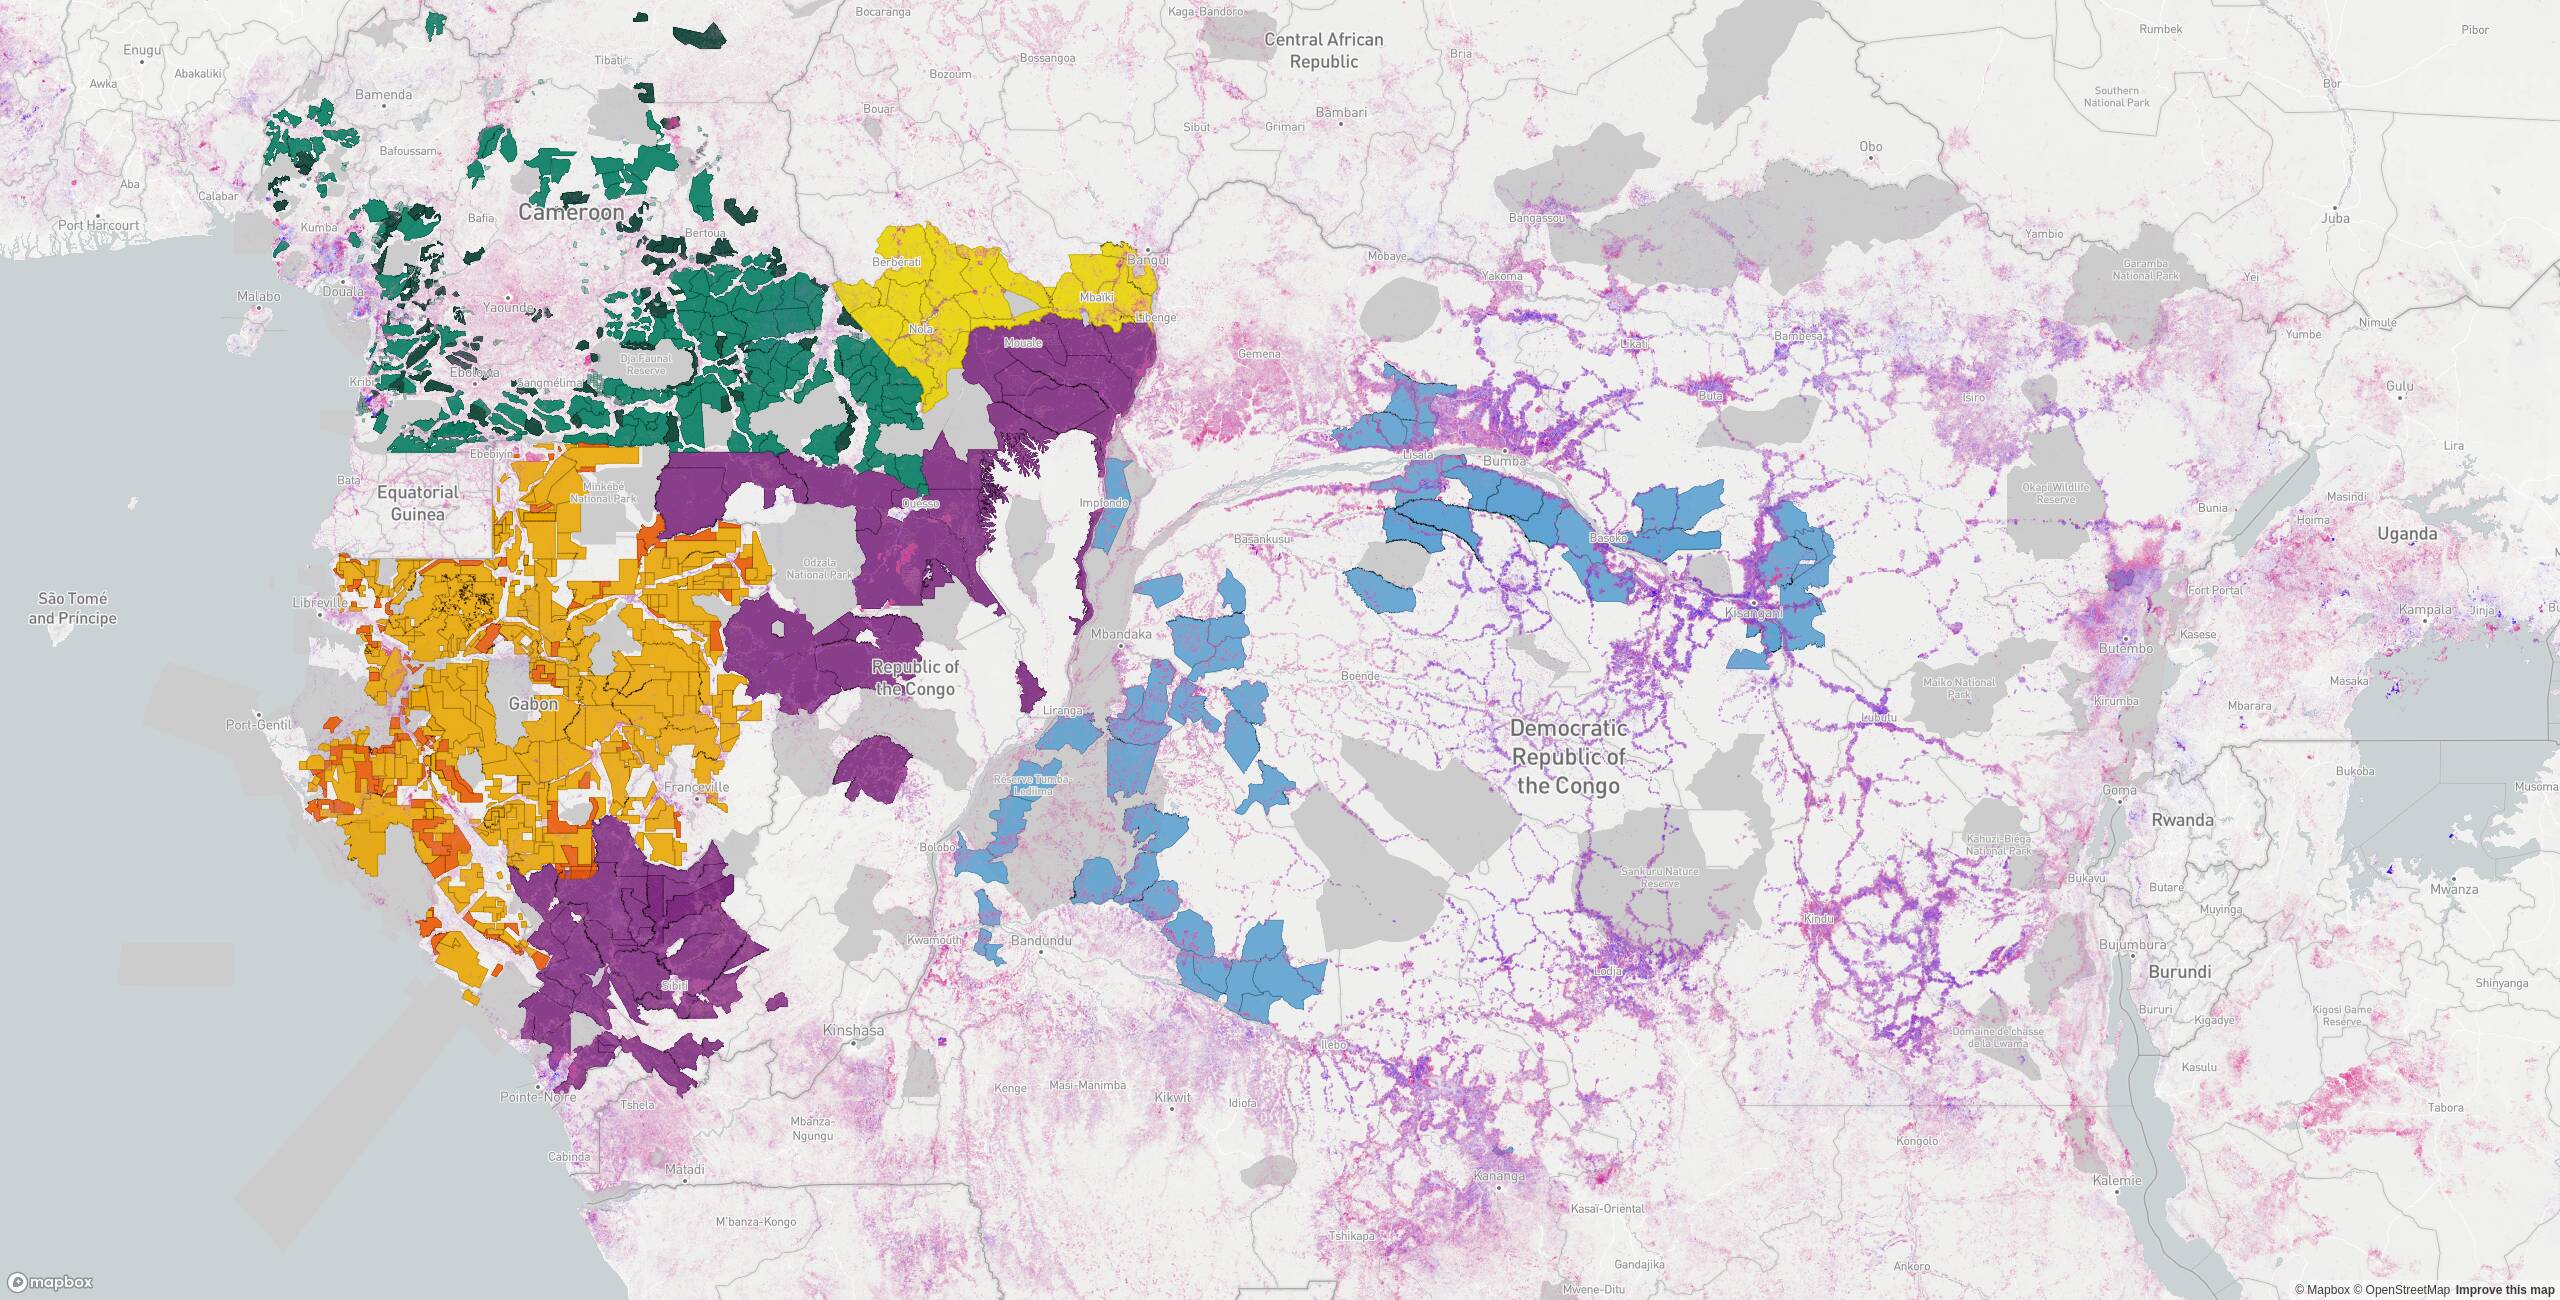 Bocaranga
Kaga-Bandoro
Rumbek
Pibor
Enugu
Central African
Republic
Tibati
Bria
Bossangoa
Awka
Abakaliki
Bozoum
Bor
Bamenda
Southern
National Park
Bouar
Bambari
Sibut
Grimari
Obo
Bafoussam
Aba
Calabar
Bafia
Cameroon
Bangassou
Juba
Port Harcourt
Kumba
Bertoua
Yambio
Mobaye
Berbérati
Bangui
Garamba
National Park
Yakoma
Yei
Malabo
Douala
Yaounde
Mbaïki
Libenge
Nimule
Nola
Mouale
Bambesa
Yumbe
Likati
Dja Faunal
Reserve
Gemena
Kribi
Ebolowa
Sangmélima
Buta
Isiro
Gulu
Lira
Ebebiyin
Lisala
Bumba
Bata
Equatorial
Guinea
Minkébé
National Park
Ouésso
Impfondo
Okapi Wildlife
Reserve
Masindi
Bunia
Hoima
Uganda
Basankusu
Basoko
Odzala
National Park
Fort Portal
São Tomé
and Príncipe
Libreville
Kisangani
Kampala
Jinja
Mbandaka
Kasese
Butembo
Republic of
the Congo
Boende
Maiko National
Park
Masaka
Gabon
Kirumba
Mbarara
Port-Gentil
Liranga
Lubutu
Democratic
Republic of
the Congo
Bukoba
Franceville
Réserve Tumba-
Lediima
Goma
Musoma
Rwanda
Bolobo
Kahuzi-Biéga
National Park
Sankuru Nature
Reserve
Bukavu
Butare
Mwanza
Muyinga
Kindu
Kwamouth
Bandundu
Bujumbura
Lodja
Burundi
Sibiti
Shinyanga
Bururi
Kigosi Game
Reserve
Kigadye
Kinshasa
Domaine de chasse
de la Lwama
Ilebo
Kasulu
Kenge
Masi-Manimba
Pointe-Noire
Tshela
Kikwit
Idiofa
Tabora
Mbanza-
Ngungu
Kongolo
Cabinda
Matadi
Kananga
Kalemie
Kasaï-Oriental
M'banza-Kongo
Tshikapa
Gandajika
Ankoro
Mwene-Ditu
mapbox
© Mapbox © OpenStreetMap Improve this map